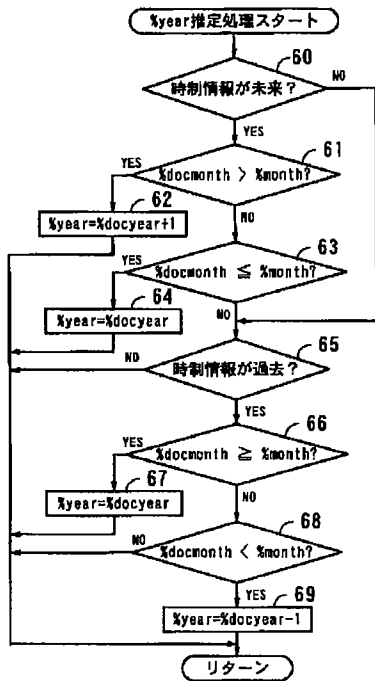 %year推定処理スタート
60
時制情報が未来?
NO
YES
61
%docmonth > %month?
YES
NO
62
%year=%docyear+1
63
%docmonth ≦ %month?
YES
NO
64
%year=%docyear
65
時制情報が過去?
NO
YES
66
%docmonth ≧ %month?
YES
NO
67
%year=%docyear
68
%docmonth < %month?
NO
YES
69
%year=%docyear-1
リターン